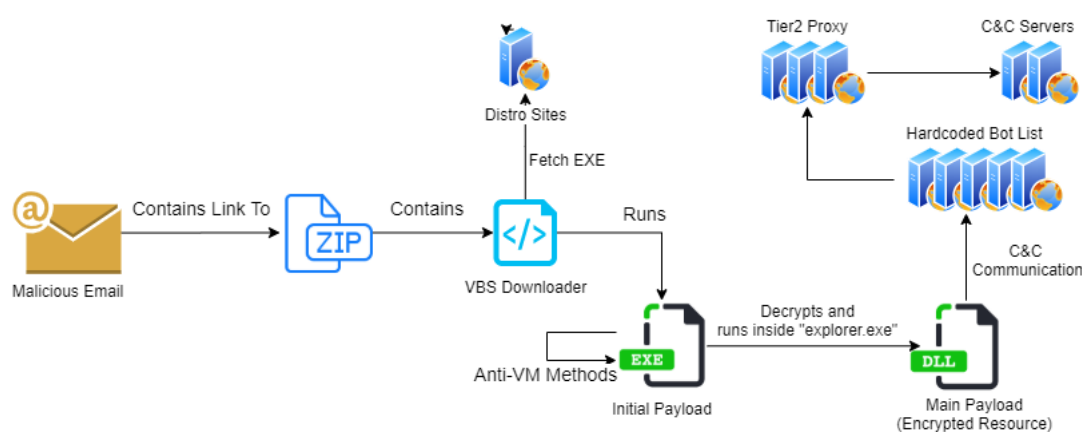 Tier2 Proxy
C&C Servers
Distro Sites
Hardcoded Bot List
Fetch EXE
@
Contains Link To
ZIP
Contains
</>
Runs
Malicious Email
VBS Downloader
C&C
Communication
Decrypts and
runs inside "explorer.exe"
EXE
DLL
Anti-VM Methods
Initial Payload
Main Payload
(Encrypted Resource)